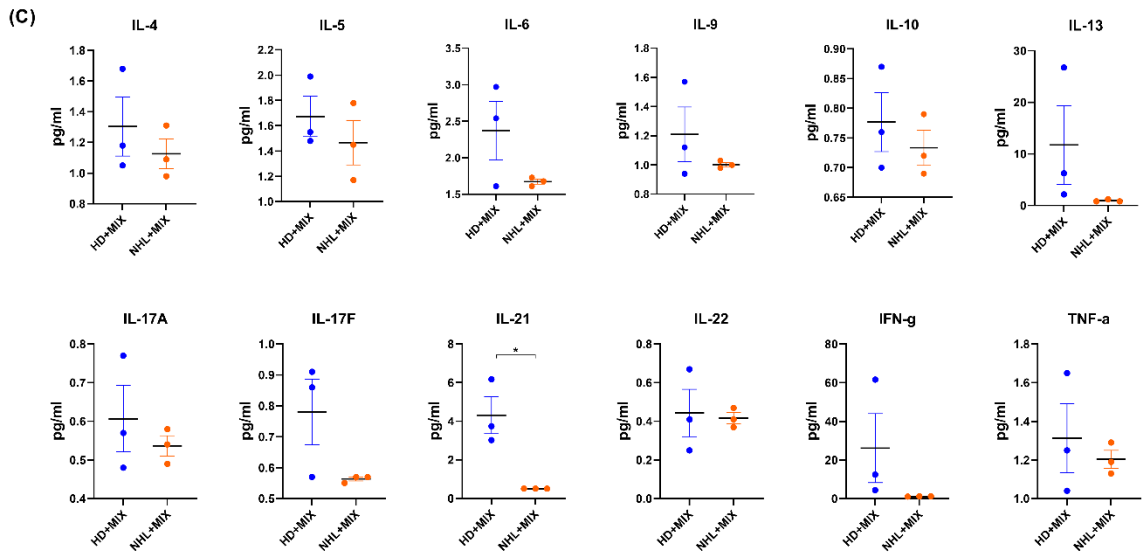 (C)
IL-4 IL-5 IL-6 IL-9 IL-10 IL-13
1.8 2.2 3.5 1.8 0.90 30
1.6 2.0 3.0 1.6 0.85 20
1.4 1.8 2.5 1.4 0.80 10
1.2 1.6 2.0 1.2 0.75 0
1.0 1.4 1.5 1.0 0.70
0.8 1.2 0.8 0.65
1.0
pg/ml pg/ml pg/ml pg/ml pg/ml pg/ml
HD+MIX NHL+MIX HD+MIX NHL+MIX HD+MIX NHL+MIX HD+MIX NHL+MIX HD+MIX NHL+MIX HD+MIX NHL+MIX
IL-17A IL-17F IL-21 IL-22 IFN-g TNF-a
0.8 1.0 8 0.8 80 1.8
0.7 0.9 6 0.6 60 1.6
0.6 0.8 4 0.4 40 1.4
0.5 0.7 2 0.2 20 1.2
0.4 0.6 0 0.0 0 1.0
0.5
*
pg/ml pg/ml pg/ml pg/ml pg/ml pg/ml
HD+MIX NHL+MIX HD+MIX NHL+MIX HD+MIX NHL+MIX HD+MIX NHL+MIX HD+MIX NHL+MIX HD+MIX NHL+MIX